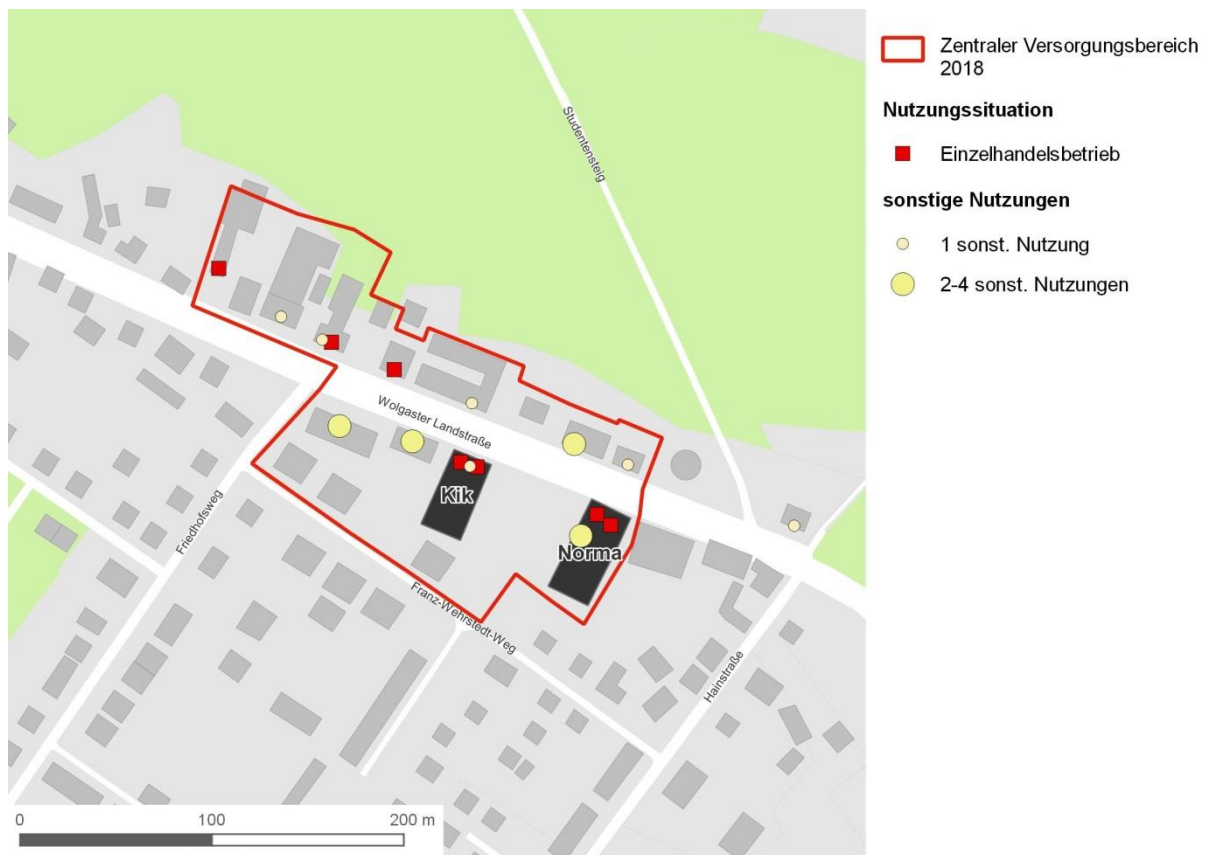 Zentraler Versorgungsbereich
2018
Nutzungssituation
Einzelhandelsbetrieb
sonstige Nutzungen
1 sonst. Nutzung
2-4 sonst. Nutzungen
Studentensteig
Wolgaster Landstraße
Kik
Norma
Friedhofsweg
Franz-Wehrstedt-Weg
Hainstraße
0 100 200 m